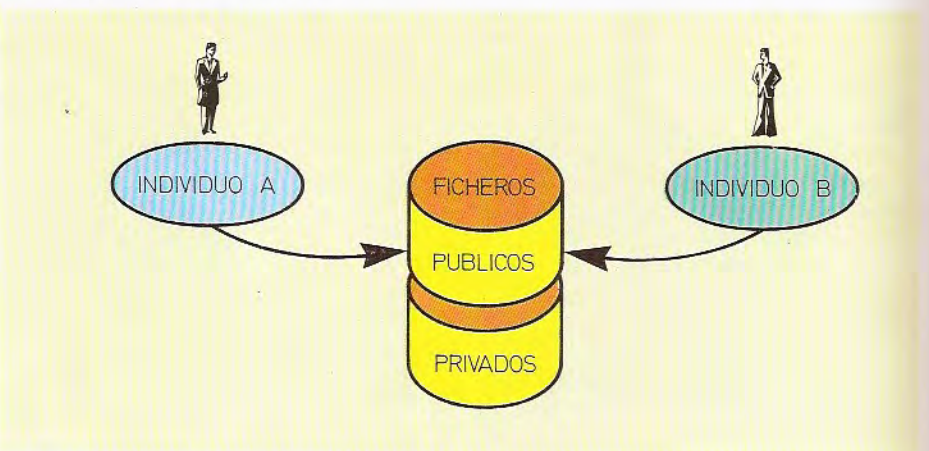 INDIVIDUO A
FICHEROS
INDIVIDUO B
PUBLICOS
PRIVADOS